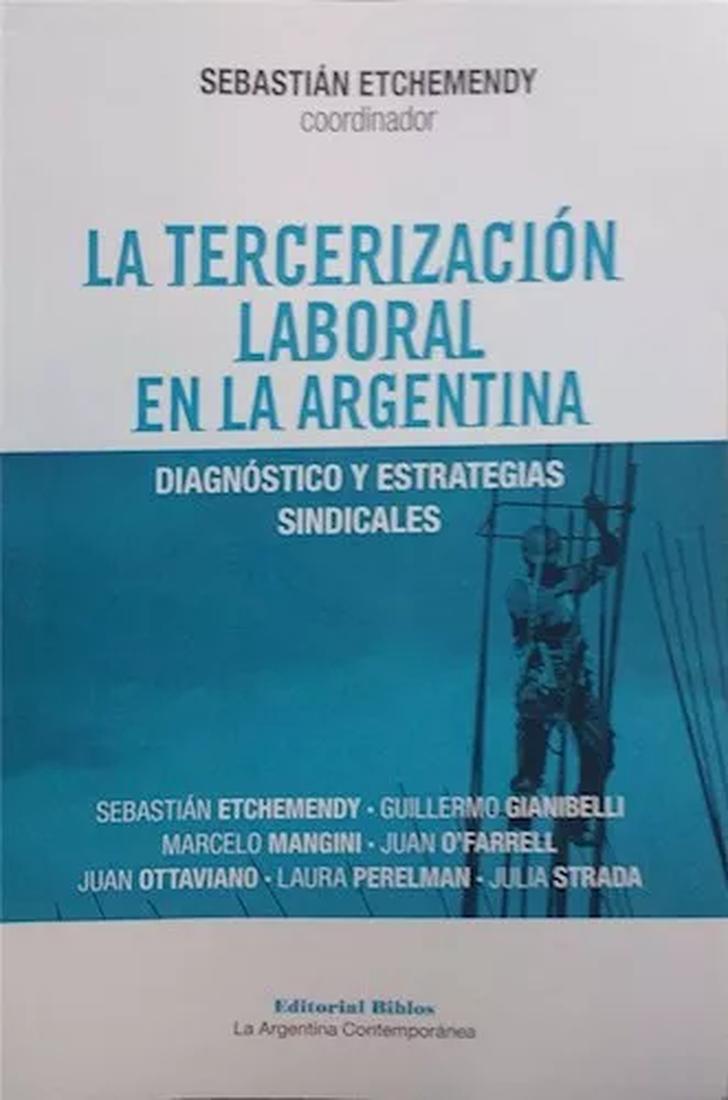 SEBASTIÁN ETCHEMENDY
coordinador
LA TERCERIZACIÓN
LABORAL
EN LA ARGENTINA
DIAGNÓSTICO Y ESTRATEGIAS
SINDICALES
SEBASTIÁN ETCHEMENDY • GUILLERMO GIANIBELLI
MARCELO MANGINI • JUAN O'FARRELL
JUAN OTTAVIANO • LAURA PERELMAN • JULIA STRADA
Editorial Biblos
La Argentina Contemporánea